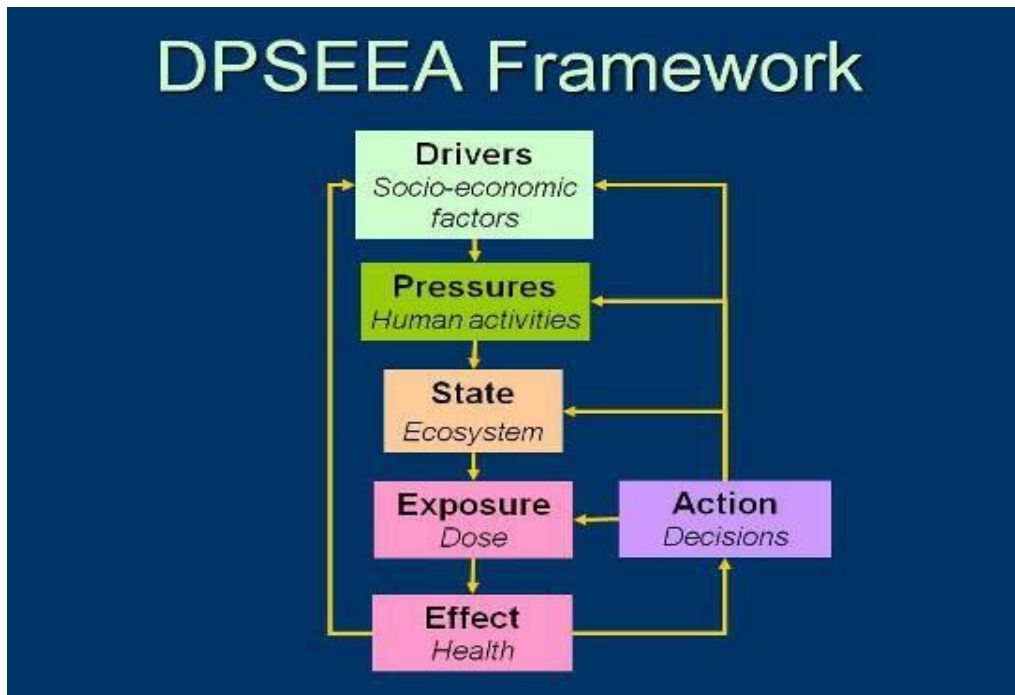 DPSEEA Framework
Drivers
Socio-economic
factors
Pressures
Human activities
State
Ecosystem
Exposure
Dose
Action
Decisions
Effect
Health